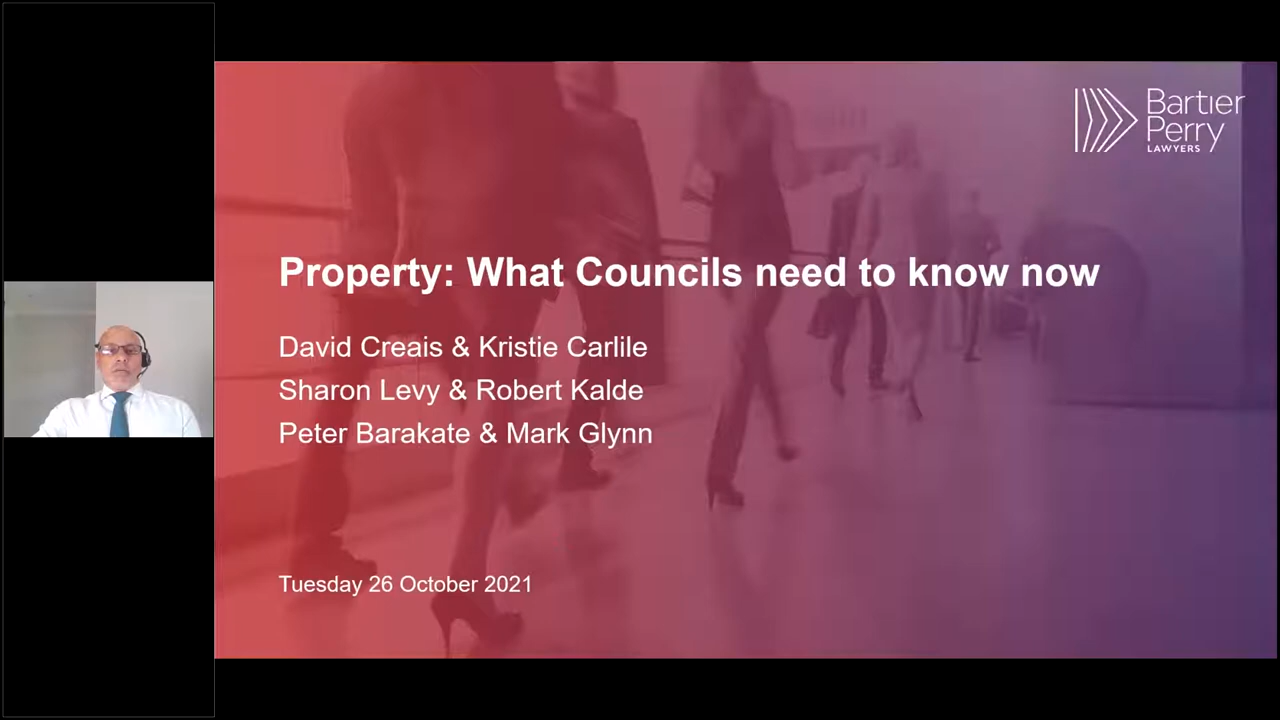 Bartier
Perry
LAWYERS
Property: What Councils need to know now
David Creais & Kristie Carlile
Sharon Levy & Robert Kalde
Peter Barakate & Mark Glynn
Tuesday 26 October 2021